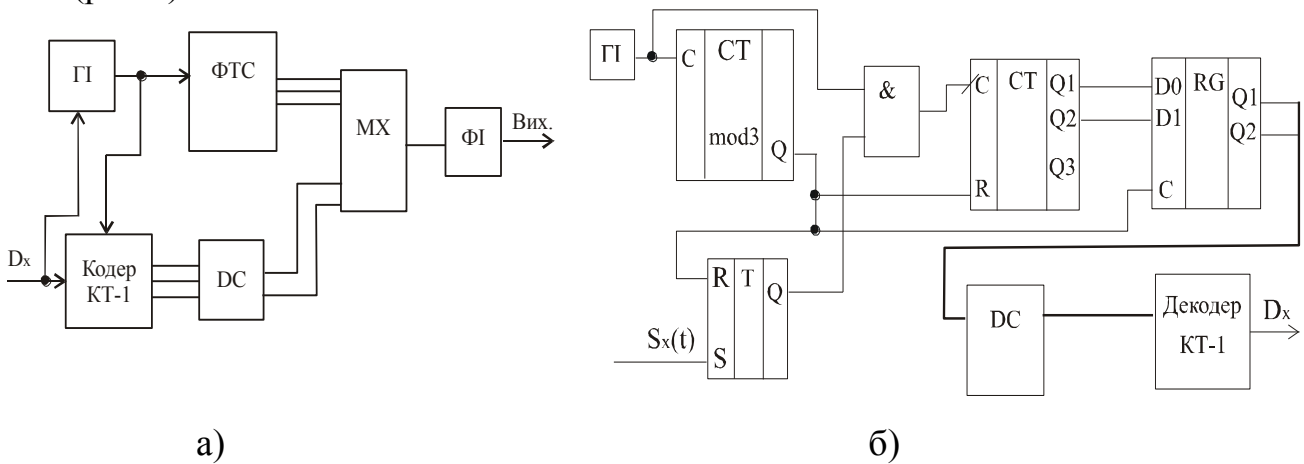 ГІ
ФТС
МХ
ФІ
Вих.
Dx
Кодер
КТ-1
DC
а)
ГІ
C
CT
mod3
Q
&
C
CT
Q1
Q2
Q3
R
D0
RG
Q1
D1
Q2
C
R
T
Q
Sx(t)
S
DC
Декодер
КТ-1
Dx
б)